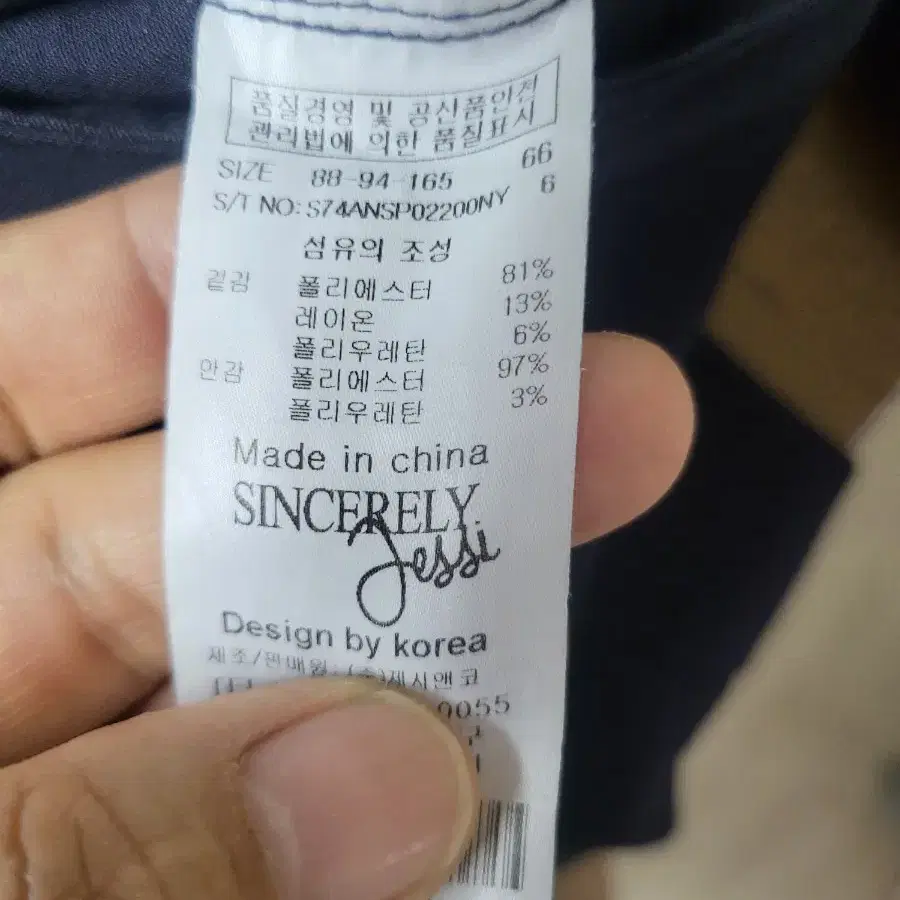 품질경영 및 공산품안전
관리법에 의한 품질표시
SIZE 88-94-165 66
S/T NO: S74ANSP02200NY 6
섬유의 조성
겉감 폴리에스터 81%
레이온 13%
폴리우레탄 6%
안감 폴리에스터 97%
폴리우레탄 3%
Made in china
SINCERELY
Jessi
Design by korea
제조/판매원:(주)제시앤코
0055
구